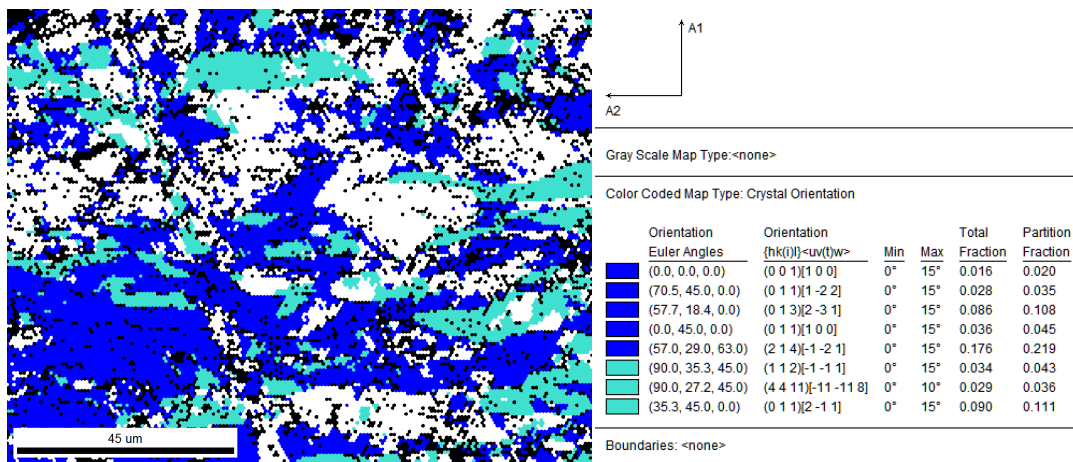 A1
A2
Gray Scale Map Type:<none>
Color Coded Map Type: Crystal Orientation
Orientation Orientation Total Partition
Euler Angles {hk(i)l}<uv(t)w> Min Max Fraction Fraction
(0.0, 0.0, 0.0) (0 0 1)[1 0 0] 0° 15° 0.016 0.020
(70.5, 45.0, 0.0) (0 1 1)[1 -2 2] 0° 15° 0.028 0.035
(57.7, 18.4, 0.0) (0 1 3)[2 -3 1] 0° 15° 0.086 0.108
(0.0, 45.0, 0.0) (0 1 1)[1 0 0] 0° 15° 0.036 0.045
(57.0, 29.0, 63.0) (2 1 4)[-1 -2 1] 0° 15° 0.176 0.219
(90.0, 35.3, 45.0) (1 1 2)[-1 -1 1] 0° 15° 0.034 0.043
(90.0, 27.2, 45.0) (4 4 11)[-11 -11 8] 0° 10° 0.029 0.036
(35.3, 45.0, 0.0) (0 1 1)[2 -1 1] 0° 15° 0.090 0.111
45 um
Boundaries: <none>